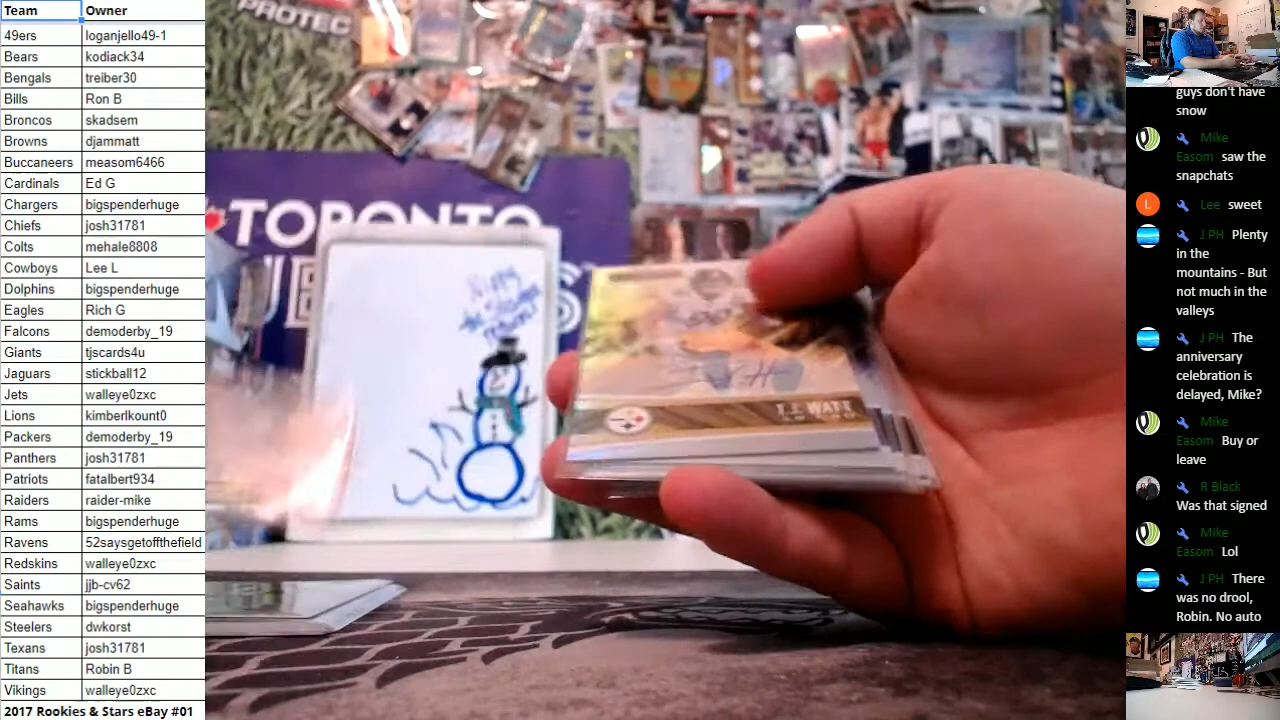 Team Owner
49ers loganjello49-1
Bears kodiack34
Bengals treiber30
Bills Ron B
Broncos skadsem
Browns djammatt
Buccaneers measom6466
Cardinals Ed G
Chargers bigspenderhuge
Chiefs josh31781
Colts mehale8808
Cowboys Lee L
Dolphins bigspenderhuge
Eagles Rich G
Falcons demoderby_19
Giants tjscards4u
Jaguars stickball12
Jets walleye0zxc
Lions kimberlkount0
Packers demoderby_19
Panthers josh31781
Patriots fatalbert934
Raiders raider-mike
Rams bigspenderhuge
Ravens 52saysgetoffthefield
Redskins walleye0zxc
Saints jjb-cv62
Seahawks bigspenderhuge
Steelers dwkorst
Texans josh31781
Titans Robin B
Vikings walleye0zxc
2017 Rookies & Stars eBay #01
PROTEC
TORONTO
T.J. WATT
guys don't have
snow
Mike
Easom saw the
snapchats
L Lee sweet
J PH Plenty
in the
mountains - But
not much in the
valleys
J PH The
anniversary
celebration is
delayed, Mike?
Mike
Easom Buy or
leave
R Black
Was that signed
Mike
Easom Lol
J PH There
was no drool,
Robin. No auto